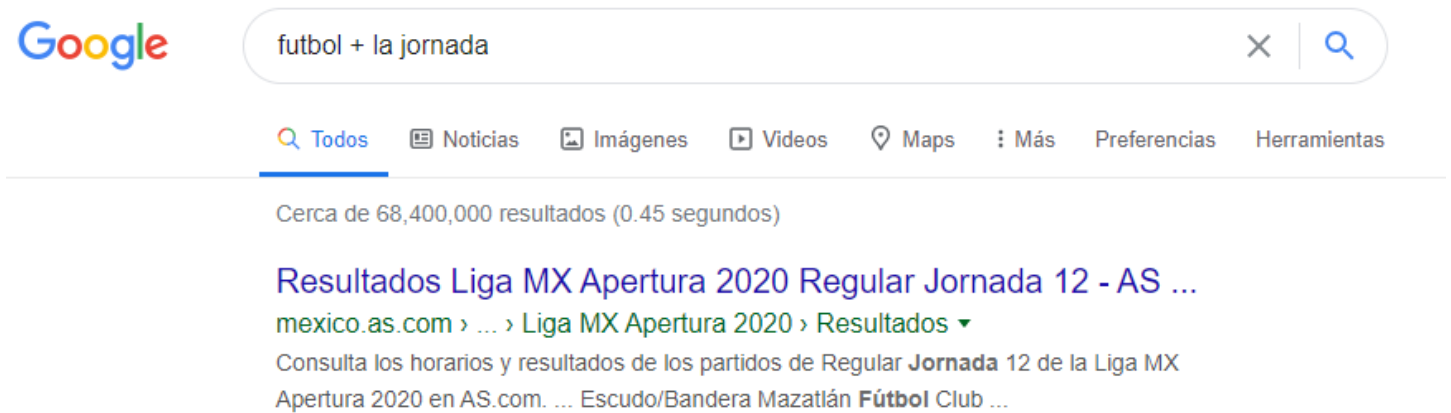 Google futbol + la jornada
Todos Noticias Imágenes Videos Maps Más Preferencias Herramientas
Cerca de 68,400,000 resultados (0.45 segundos)
Resultados Liga MX Apertura 2020 Regular Jornada 12 - AS ...
mexico.as.com › ... › Liga MX Apertura 2020 › Resultados
Consulta los horarios y resultados de los partidos de Regular Jornada 12 de la Liga MX
Apertura 2020 en AS.com. ... Escudo/Bandera Mazatlán Fútbol Club ...